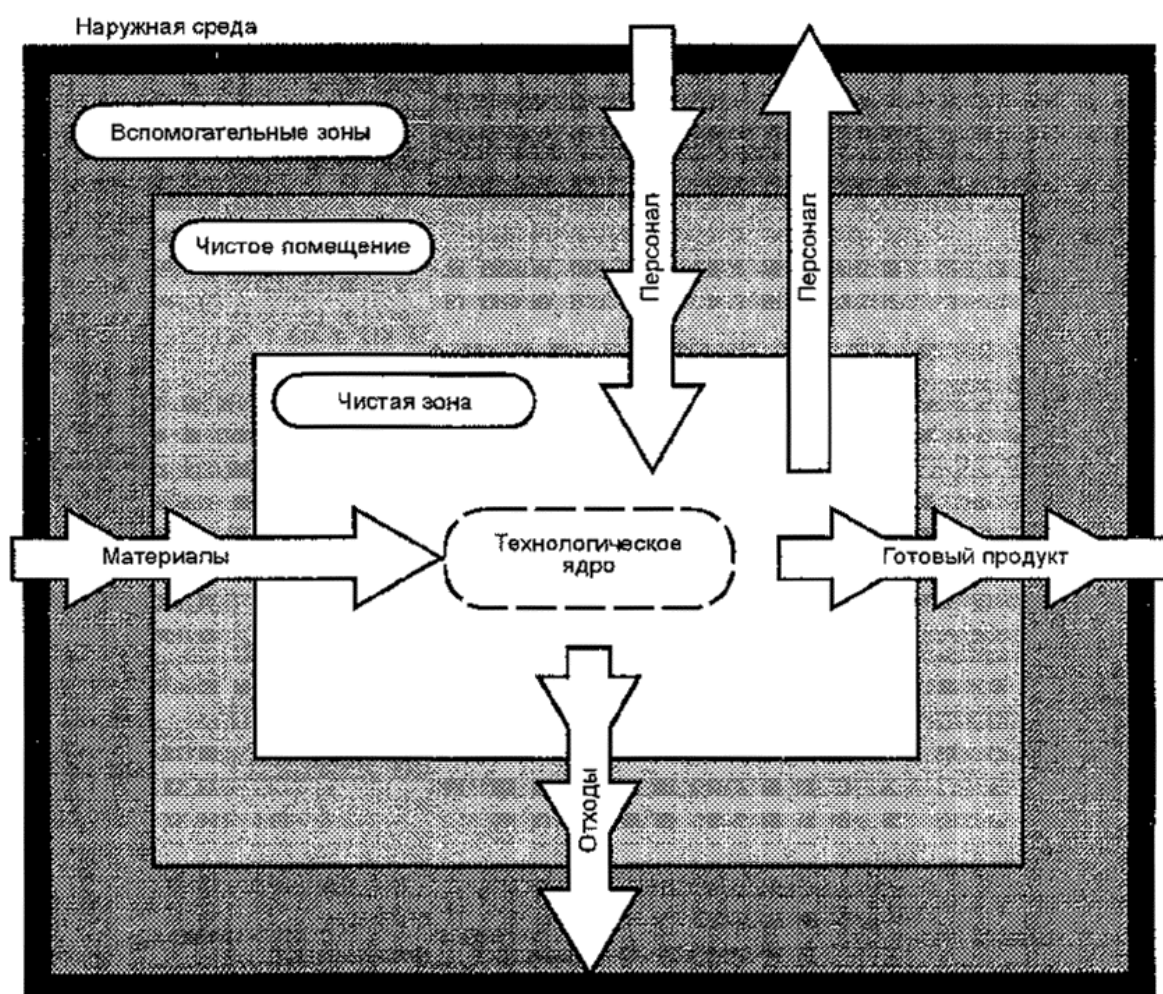 Наружная среда
Вспомогательные зоны
Чистое помещение
Персонал
Персонал
Чистая зона
Материалы
Технологическое
ядро
Готовый продукт
Отходы